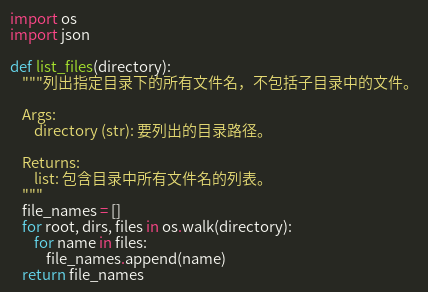 import os
import json

def list_files(directory):
    """列出指定目录下的所有文件名，不包括子目录中的文件。

    Args:
        directory (str): 要列出的目录路径。

    Returns:
        list: 包含目录中所有文件名的列表。
    """
    file_names = []
    for root, dirs, files in os.walk(directory):
        for name in files:
            file_names.append(name)
    return file_names